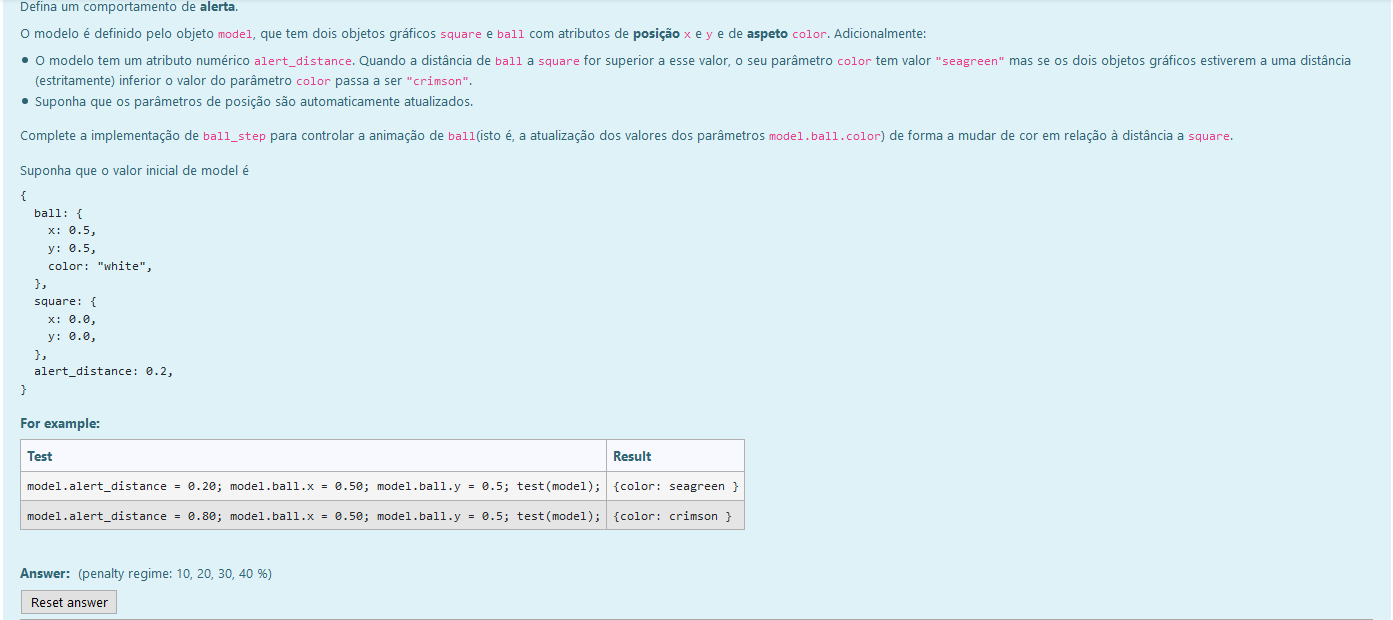 Defina um comportamento de alerta.
O modelo é definido pelo objeto model, que tem dois objetos gráficos square e ball com atributos de posição x e y e de aspeto color. Adicionalmente:
• O modelo tem um atributo numérico alert_distance. Quando a distância de ball a square for superior a esse valor, o seu parâmetro color tem valor "seagreen" mas se os dois objetos gráficos estiverem a uma distância
(estritamente) inferior o valor do parâmetro color passa a ser "crimson".
• Suponha que os parâmetros de posição são automaticamente atualizados.
Complete a implementação de ball_step para controlar a animação de ball(isto é, a atualização dos valores dos parâmetros model.ball.color) de forma a mudar de cor em relação à distância a square.
Suponha que o valor inicial de model é
{
  ball: {
    x: 0.5,
    y: 0.5,
    color: "white",
  },
  square: {
    x: 0.0,
    y: 0.0,
  },
  alert_distance: 0.2,
}
For example:
Test Result
model.alert_distance = 0.20; model.ball.x = 0.50; model.ball.y = 0.5; test(model); {color: seagreen }
model.alert_distance = 0.80; model.ball.x = 0.50; model.ball.y = 0.5; test(model); {color: crimson }
Answer: (penalty regime: 10, 20, 30, 40 %)
Reset answer